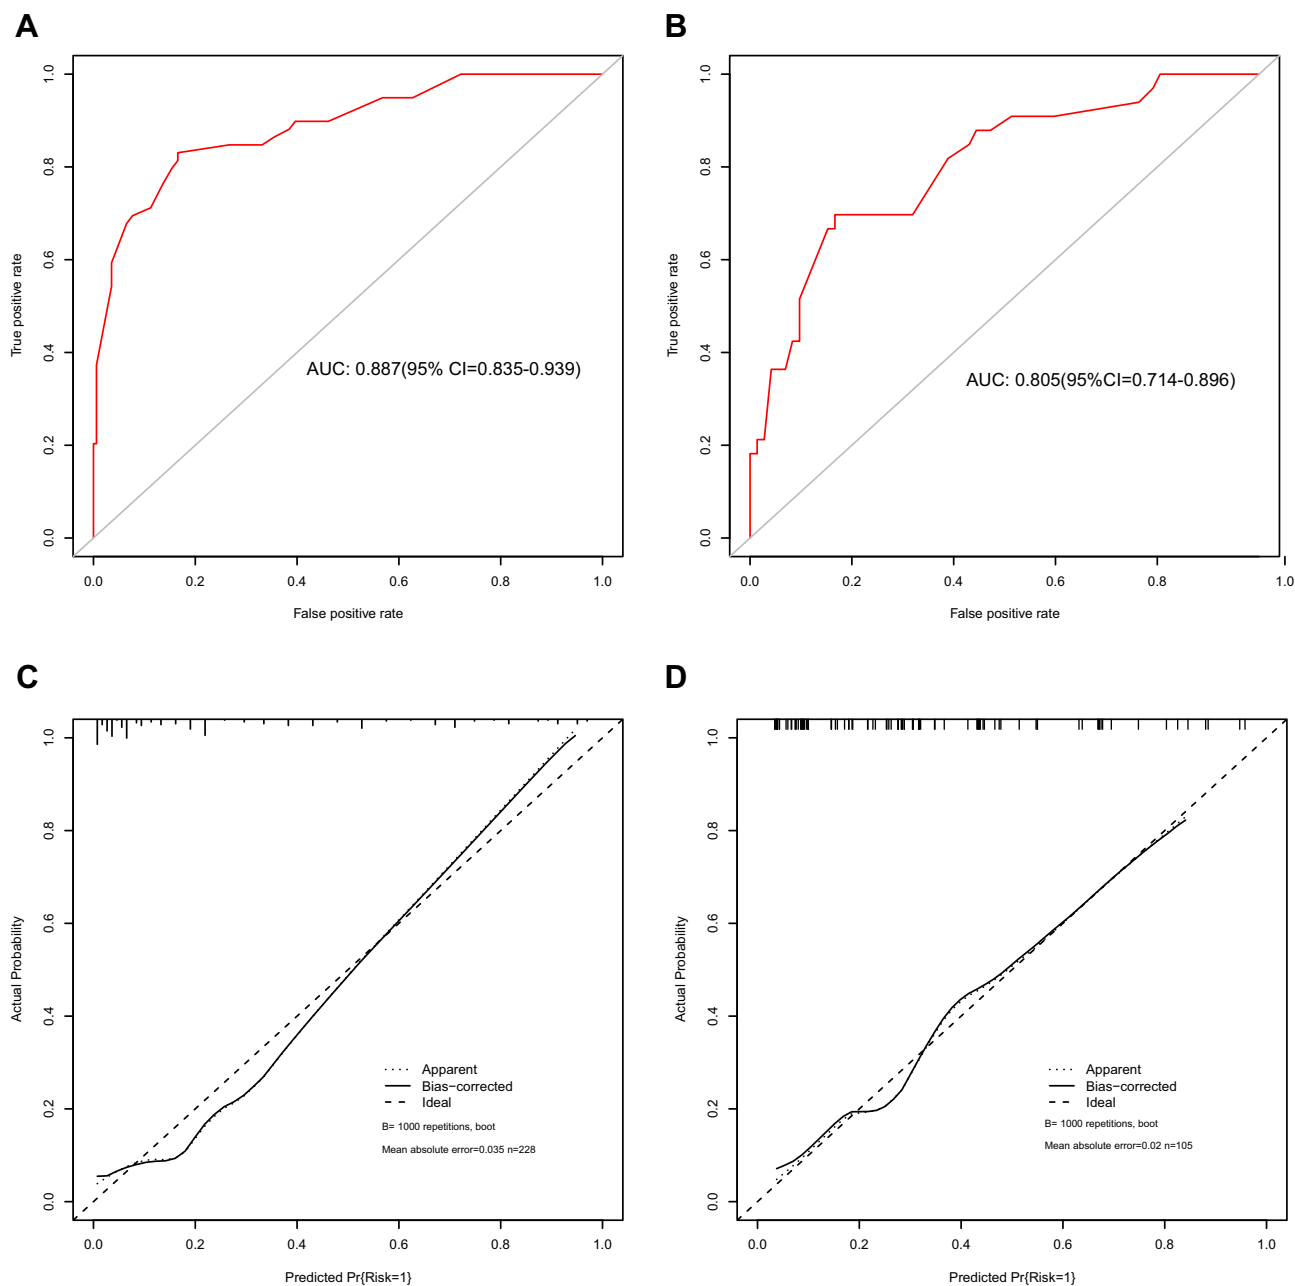 A
B
1.0
0.8
0.6
0.4
0.2
0.0
True positive rate
AUC: 0.887(95% CI=0.835-0.939)
0.0 0.2 0.4 0.6 0.8 1.0
False positive rate
1.0
0.8
0.6
0.4
0.2
0.0
True positive rate
AUC: 0.805(95%CI=0.714-0.896)
0.0 0.2 0.4 0.6 0.8 1.0
False positive rate
C
D
1.0
0.8
0.6
0.4
0.2
0.0
Actual Probability
Apparent
Bias−corrected
Ideal
B= 1000 repetitions, boot
Mean absolute error=0.035 n=228
0.0 0.2 0.4 0.6 0.8 1.0
Predicted Pr{Risk=1}
1.0
0.8
0.6
0.4
0.2
0.0
Actual Probability
Apparent
Bias−corrected
Ideal
B= 1000 repetitions, boot
Mean absolute error=0.02 n=105
0.0 0.2 0.4 0.6 0.8 1.0
Predicted Pr{Risk=1}